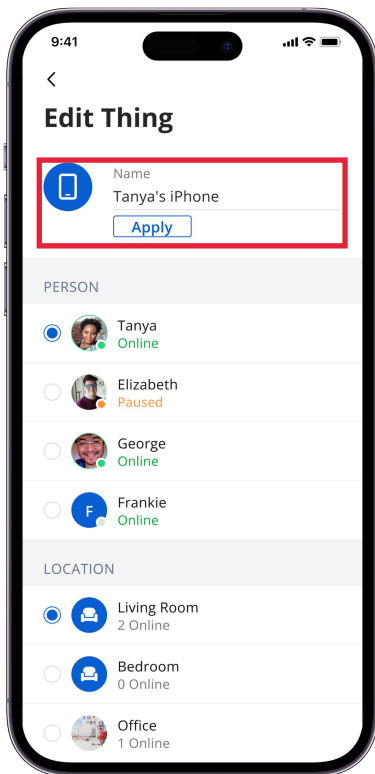 9:41
Edit Thing
Name
Tanya's iPhone
Apply
PERSON
Tanya
Online
Elizabeth
Paused
George
Online
F
Frankie
Online
LOCATION
Living Room
2 Online
Bedroom
0 Online
Office
1 Online